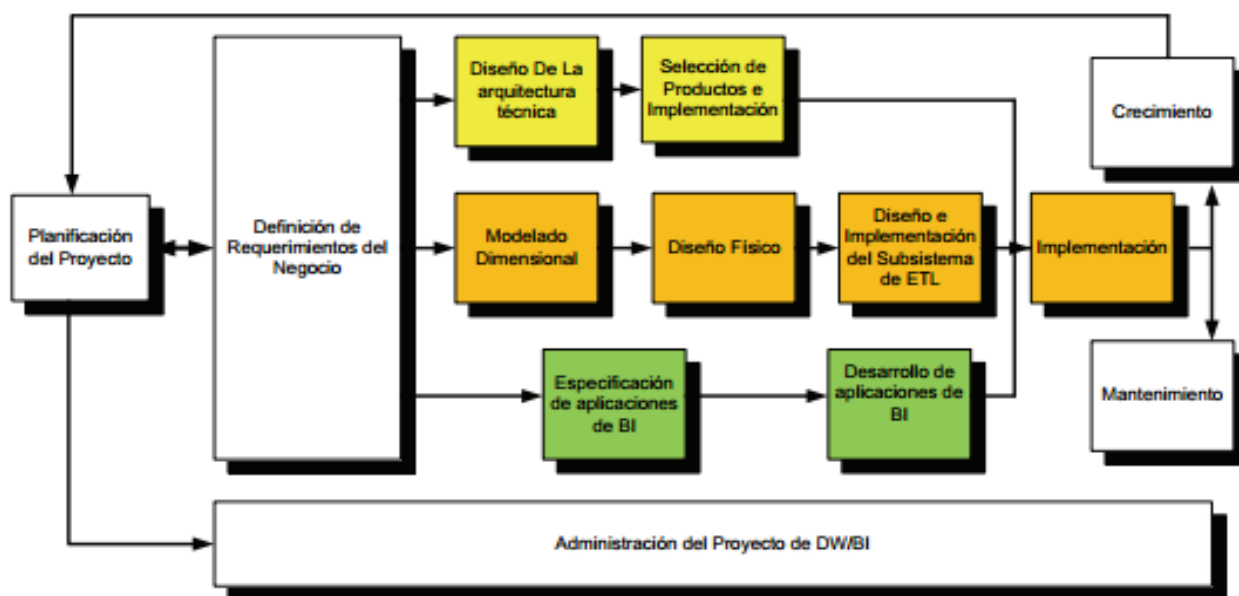 Diseño De La
arquitectura
técnica
Selección de
Productos e
Implementación
Crecimiento
Planificación
del Proyecto
Definición de
Requerimientos del
Negocio
Modelado
Dimensional
Diseño Físico
Diseño e
Implementación
del Subsistema
de ETL
Implementación
Especificación
de aplicaciones
de BI
Desarrollo de
aplicaciones de
BI
Mantenimiento
Administración del Proyecto de DW/BI